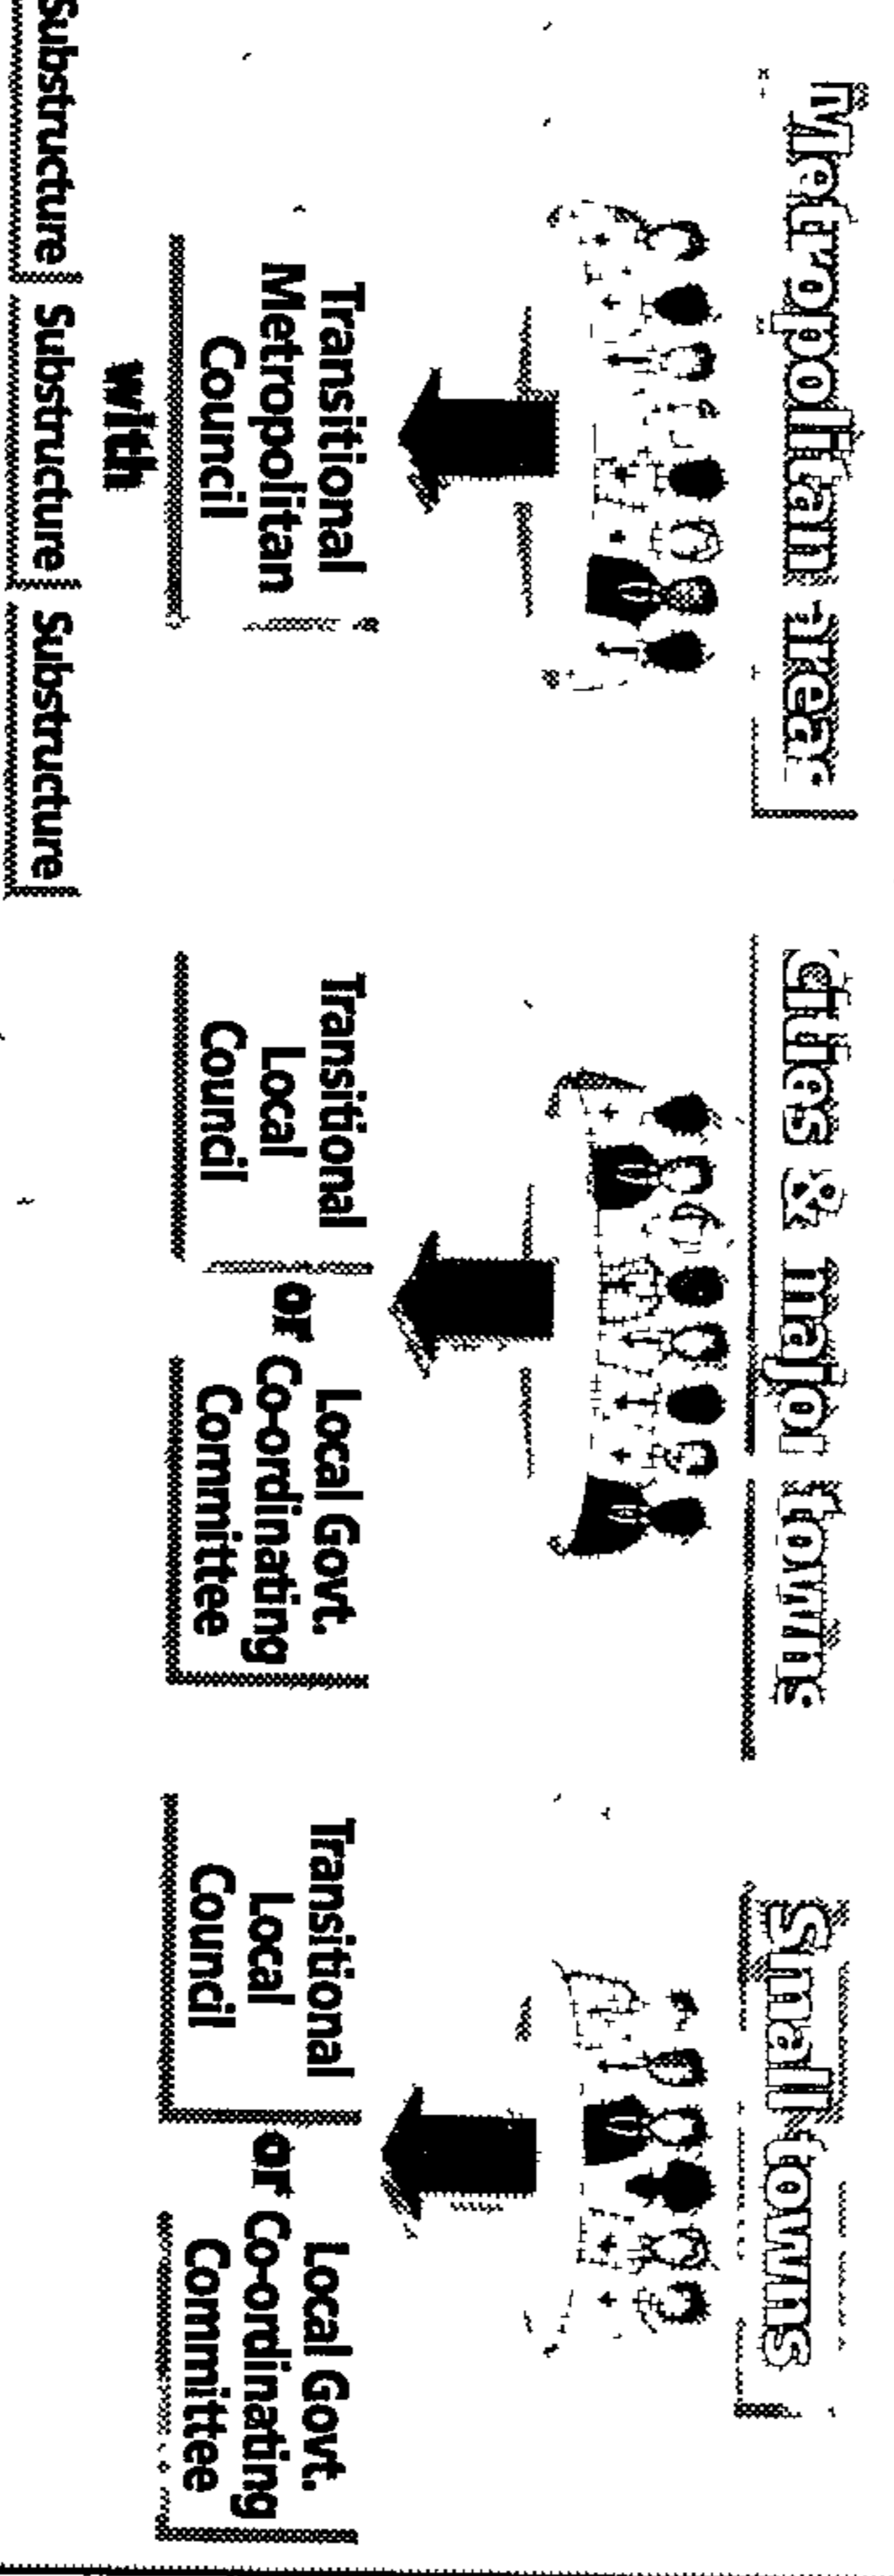 Metropolitan area
Transitional
Metropolitan
Council
with
Substructure
Substructure
Substructure
Cities & major towns
Transitional
Local
Council
or
Local Govt.
Co-ordinating
Committee
Small towns
Transitional
Local
Council
or
Local Govt.
Co-ordinating
Committee